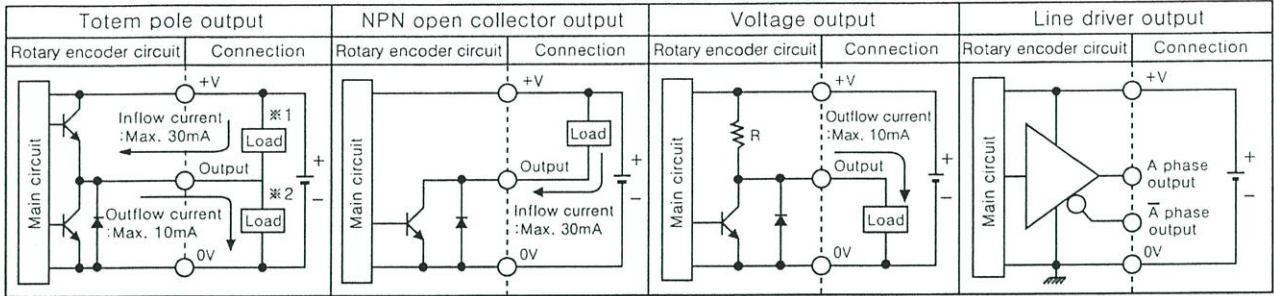 Totem pole output
Rotary encoder circuit
Connection
Main circuit
+V
Inflow current
:Max. 30mA
※1
Load
Output
※2
Outflow current
:Max. 10mA
Load
0V
+
−
NPN open collector output
Rotary encoder circuit
Connection
Main circuit
+V
Load
Output
Inflow current
:Max. 30mA
0V
+
−
Voltage output
Rotary encoder circuit
Connection
Main circuit
+V
R
Outflow current
:Max. 10mA
Output
Load
0V
+
−
Line driver output
Rotary encoder circuit
Connection
Main circuit
+V
A phase
output
A̅ phase
output
0V
+
−